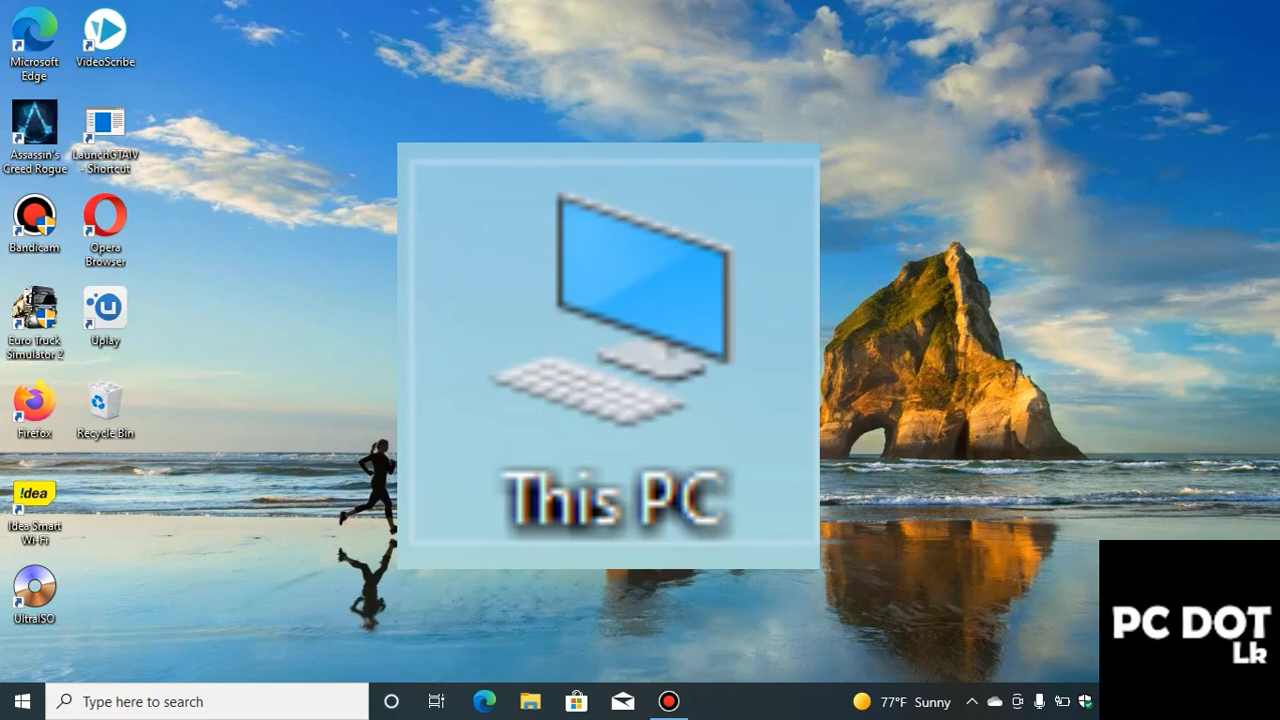 Microsoft
Edge
VideoScribe
Assassin's
Creed Rogue
LaunchGTAIV
- Shortcut
Bandicam
Opera
Browser
Euro Truck
Simulator 2
Uplay
Firefox
Recycle Bin
!dea
Idea Smart
Wi-Fi
UltraISO
This PC
PC DOT
Lk
Type here to search
77°F Sunny